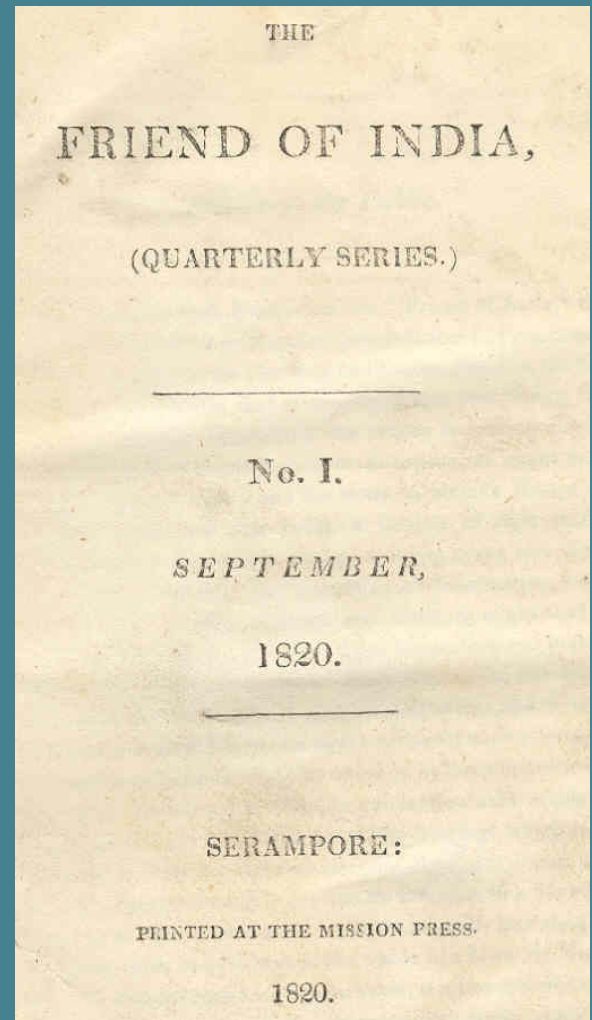 THE
FRIEND OF INDIA,
(QUARTERLY SERIES.)
No. I.
SEPTEMBER,
1820.
SERAMPORE:
PRINTED AT THE MISSION PRESS.
1820.